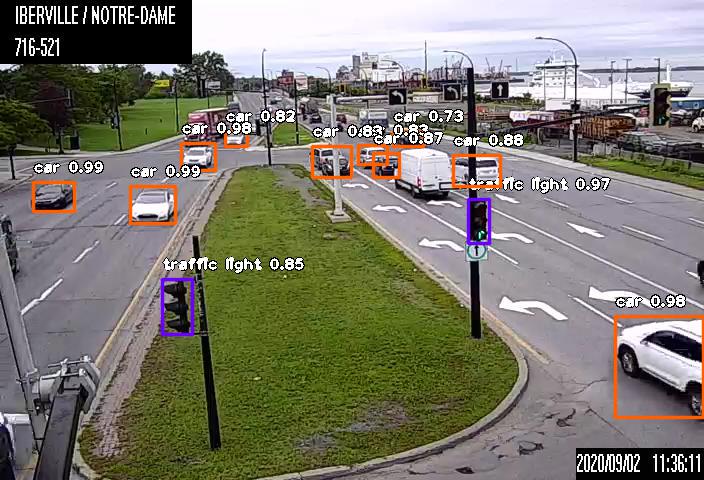 IBERVILLE / NOTRE-DAME
716-521
car 0.82
car 0.98
car 0.73
car 0.83
car 0.87
car 0.88
car 0.99
car 0.99
traffic light 0.97
traffic light 0.85
car 0.98
2020/09/02 11:36:11